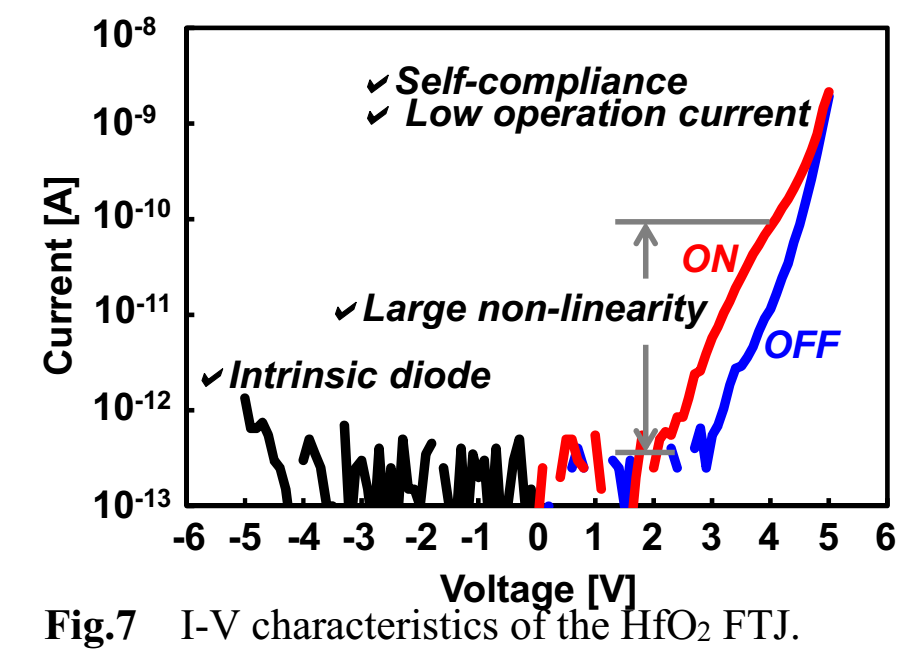 10⁻⁸
✔ Self-compliance
10⁻⁹
✔ Low operation current
10⁻¹⁰
ON
10⁻¹¹
✔ Large non-linearity
OFF
✔ Intrinsic diode
10⁻¹²
10⁻¹³
Current [A]
-6 -5 -4 -3 -2 -1 0 1 2 3 4 5 6
Voltage [V]
Fig.7 I-V characteristics of the HfO₂ FTJ.